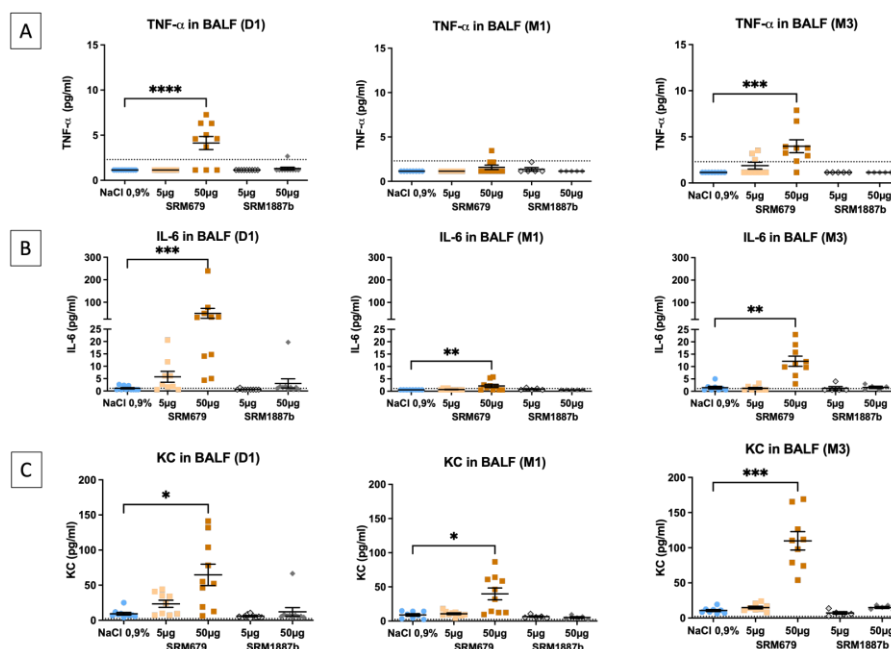 A
TNF-α in BALF (D1)
TNF-α in BALF (M1)
TNF-α in BALF (M3)
TNF-α (pg/ml)
15
10
5
0
****
NaCl 0,9% 5µg 50µg 5µg 50µg
SRM679 SRM1887b
TNF-α (pg/ml)
15
10
5
0
NaCl 0,9% 5µg 50µg 5µg 50µg
SRM679 SRM1887b
TNF-α (pg/ml)
15
10
5
0
***
NaCl 0,9% 5µg 50µg 5µg 50µg
SRM679 SRM1887b
B
IL-6 in BALF (D1)
IL-6 in BALF (M1)
IL-6 in BALF (M3)
IL-6 (pg/ml)
300
200
100
25
20
15
10
5
0
***
NaCl 0,9% 5µg 50µg 5µg 50µg
SRM679 SRM1887b
IL-6 (pg/ml)
300
200
100
25
20
15
10
5
0
**
NaCl 0,9% 5µg 50µg 5µg 50µg
SRM679 SRM1887b
IL-6 (pg/ml)
300
200
100
25
20
15
10
5
0
**
NaCl 0,9% 5µg 50µg 5µg 50µg
SRM679 SRM1887b
C
KC in BALF (D1)
KC in BALF (M1)
KC in BALF (M3)
KC (pg/ml)
200
150
100
50
0
*
NaCl 0,9% 5µg 50µg 5µg 50µg
SRM679 SRM1887b
KC (pg/ml)
200
150
100
50
0
*
NaCl 0,9% 5µg 50µg 5µg 50µg
SRM679 SRM1887b
KC (pg/ml)
200
150
100
50
0
***
NaCl 0,9% 5µg 50µg 5µg 50µg
SRM679 SRM1887b